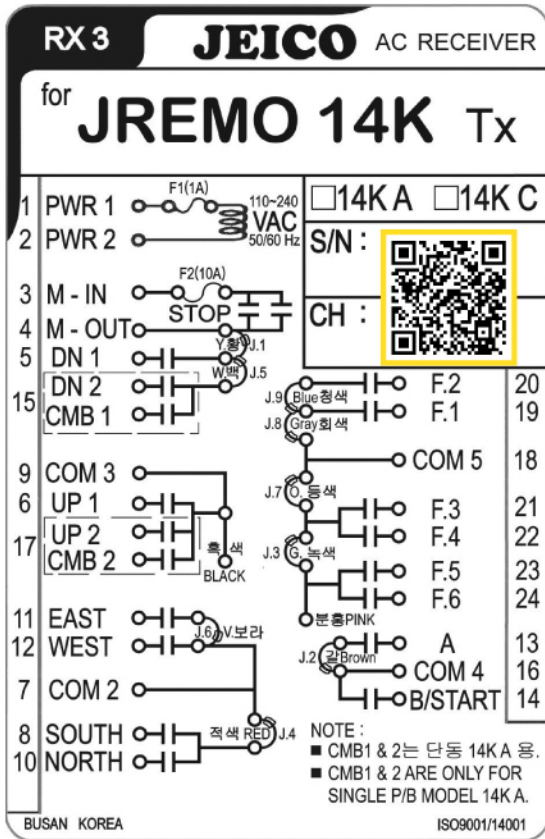 RX 3 JEICO AC RECEIVER
for JREMO 14K Tx
1 PWR 1 F1(1A) 110~240
2 PWR 2 VAC
50/60 Hz
□14K A □14K C
S/N :
CH :
3 M - IN F2(10A)
STOP
4 M - OUT
Y.황 J.1
5 DN 1
W.백 J.5
15 DN 2
CMB 1
9 COM 3
6 UP 1
17 UP 2
CMB 2
흑색
BLACK
11 EAST
12 WEST
J.6 V.보라
7 COM 2
8 SOUTH
10 NORTH
적색 RED J.4
F.2 20
J.9 Blue청색
F.1 19
J.8 Gray회색
COM 5 18
J.7 O. 등색
F.3 21
F.4 22
J.3 G. 녹색
F.5 23
F.6 24
분홍PINK
A 13
J.2 갈Brown
COM 4 16
B/START 14
NOTE :
■ CMB1 & 2는 단동 14K A 용.
■ CMB1 & 2 ARE ONLY FOR
SINGLE P/B MODEL 14K A.
BUSAN KOREA
ISO9001/14001